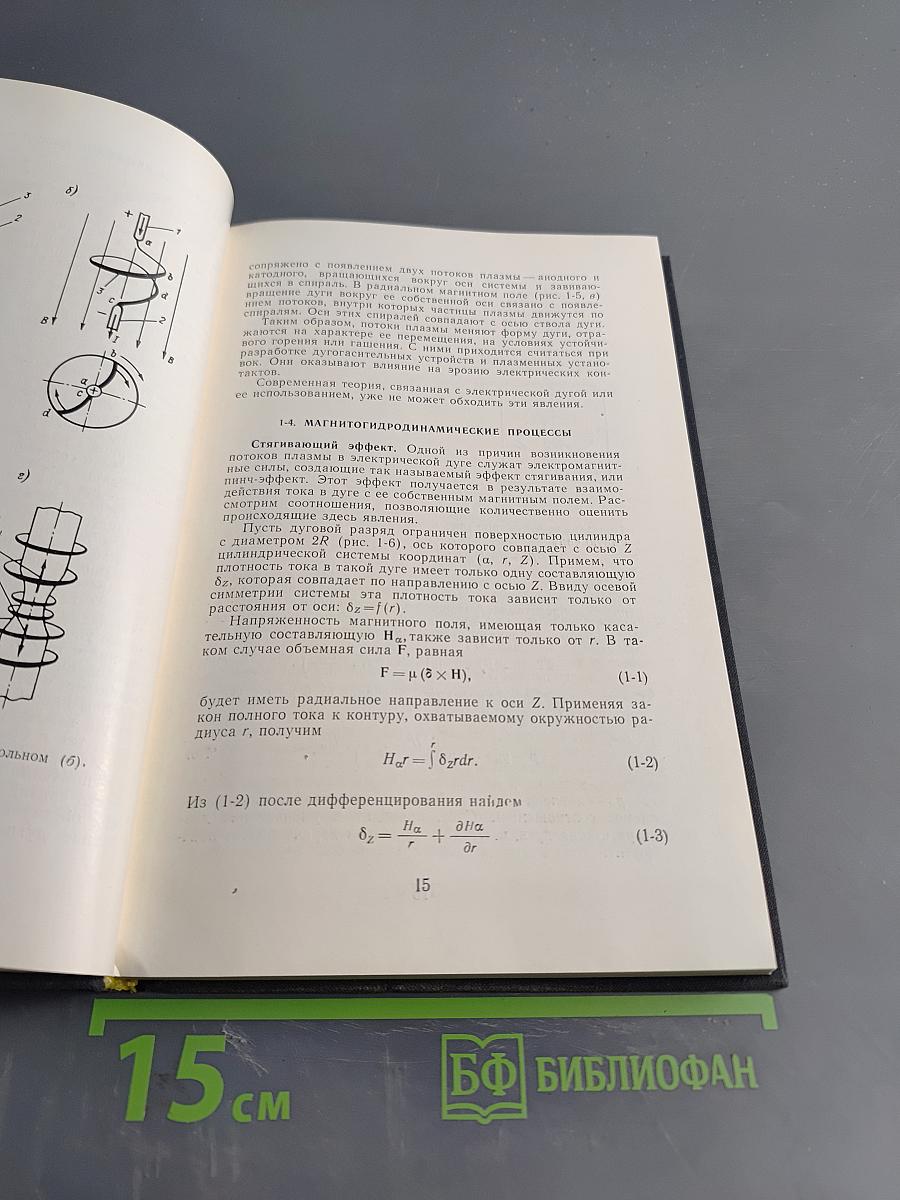 3
2
б)
+
1
a
b
3
d
c
−
2
I
B
B
b
a
c
d
г)
ольном (б).
сопряжено с появлением двух потоков плазмы — анодного и
катодного, вращающихся вокруг оси системы и завиваю-
щихся в спираль. В радиальном магнитном поле (рис. 1-5, в)
вращение дуги вокруг ее собственной оси связано с появле-
нием потоков, внутри которых частицы плазмы движутся по
спиралям. Оси этих спиралей совпадают с осью ствола дуги.
Таким образом, потоки плазмы меняют форму дуги, отра-
жаются на характере ее перемещения, на условиях устойчи-
вого горения или гашения. С ними приходится считаться при
разработке дугогасительных устройств и плазменных устано-
вок. Они оказывают влияние на эрозию электрических кон-
тактов.
Современная теория, связанная с электрической дугой или
ее использованием, уже не может обходить эти явления.
1-4. МАГНИТОГИДРОДИНАМИЧЕСКИЕ ПРОЦЕССЫ
Стягивающий эффект. Одной из причин возникновения
потоков плазмы в электрической дуге служат электромагнит-
ные силы, создающие так называемый эффект стягивания, или
пинч-эффект. Этот эффект получается в результате взаимо-
действия тока в дуге с ее собственным магнитным полем. Рас-
смотрим соотношения, позволяющие количественно оценить
происходящие здесь явления.
Пусть дуговой разряд ограничен поверхностью цилиндра
с диаметром 2R (рис. 1-6), ось которого совпадает с осью Z
цилиндрической системы координат (α, r, Z). Примем, что
плотность тока в такой дуге имеет только одну составляющую
δz, которая совпадает по направлению с осью Z. Ввиду осевой
симметрии системы эта плотность тока зависит только от
расстояния от оси: δz = f(r).
Напряженность магнитного поля, имеющая только каса-
тельную составляющую Hα, также зависит только от r. В та-
ком случае объемная сила F, равная
F = μ (δ × H), (1-1)
будет иметь радиальное направление к оси Z. Применяя за-
кон полного тока к контуру, охватываемому окружностью ра-
диуса r, получим
Hαr = ∫ʳ δzrdr. (1-2)
Из (1-2) после дифференцирования найдем
δz = Hα/r + ∂Hα/∂r. (1-3)
15
15 см
БФ БИБЛИОФАН